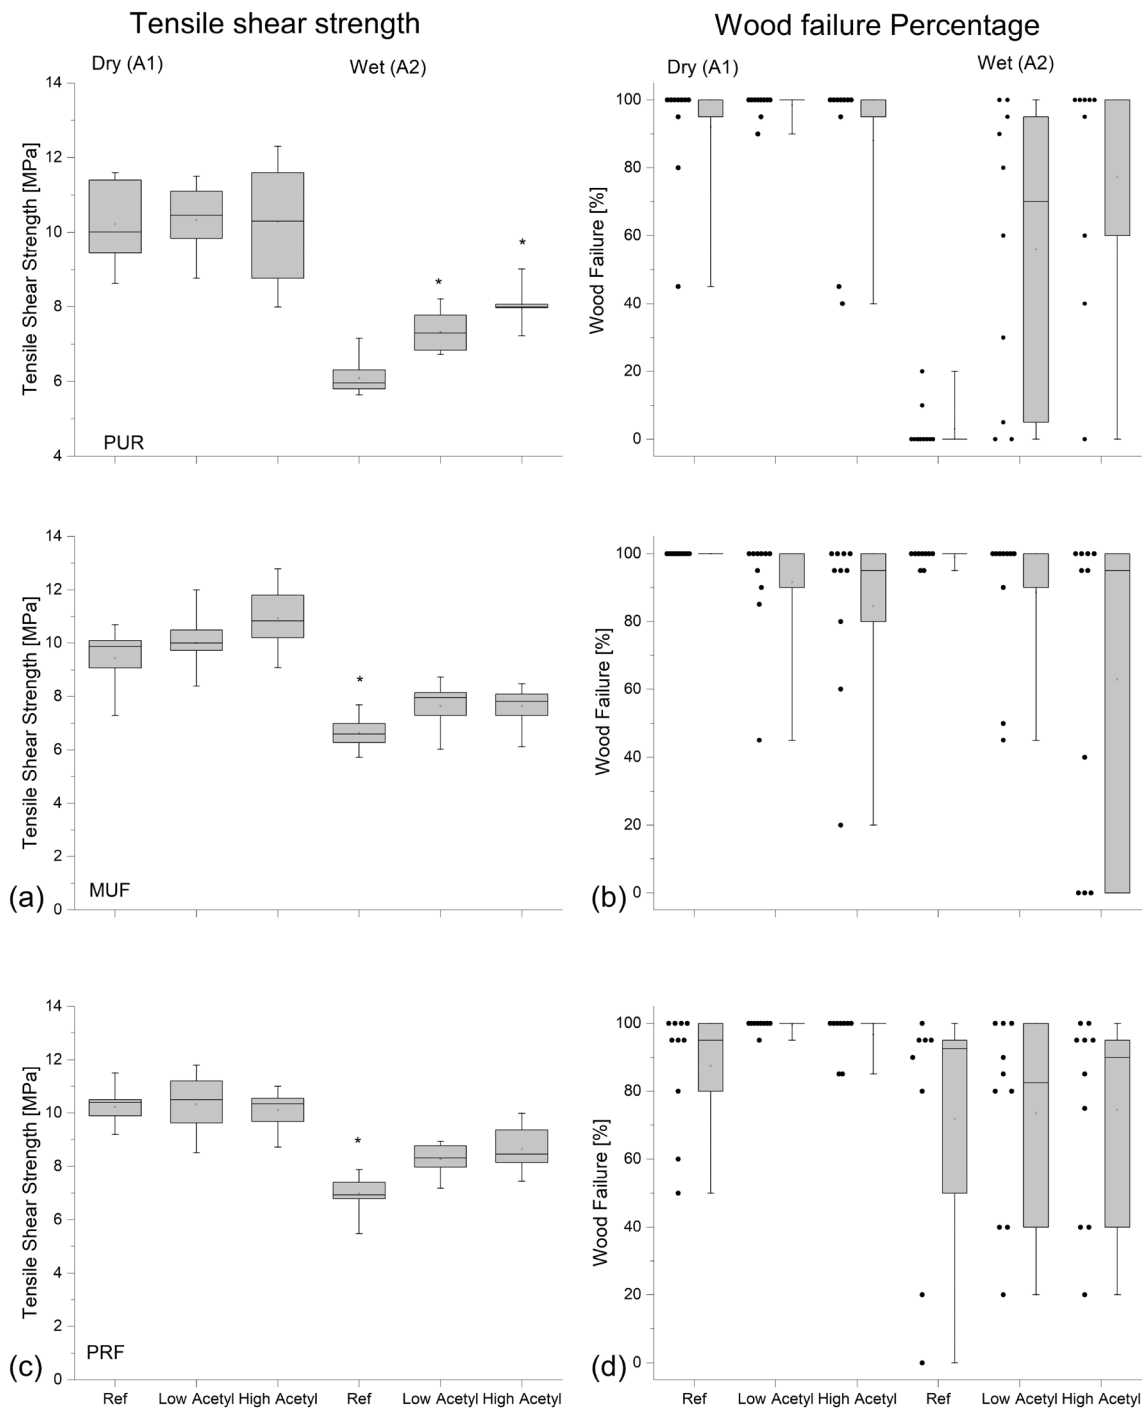 Tensile shear strength
Wood failure Percentage
Dry (A1)
Wet (A2)
Dry (A1)
Wet (A2)
14
12
10
8
6
4
Tensile Shear Strength [MPa]
*
*
PUR
100
80
60
40
20
0
Wood Failure [%]
14
12
10
8
6
4
2
0
Tensile Shear Strength [MPa]
*
(a)
MUF
100
80
60
40
20
0
Wood Failure [%]
(b)
14
12
10
8
6
4
2
0
Tensile Shear Strength [MPa]
*
(c)
PRF
Ref
Low Acetyl
High Acetyl
Ref
Low Acetyl
High Acetyl
100
80
60
40
20
0
Wood Failure [%]
(d)
Ref
Low Acetyl
High Acetyl
Ref
Low Acetyl
High Acetyl